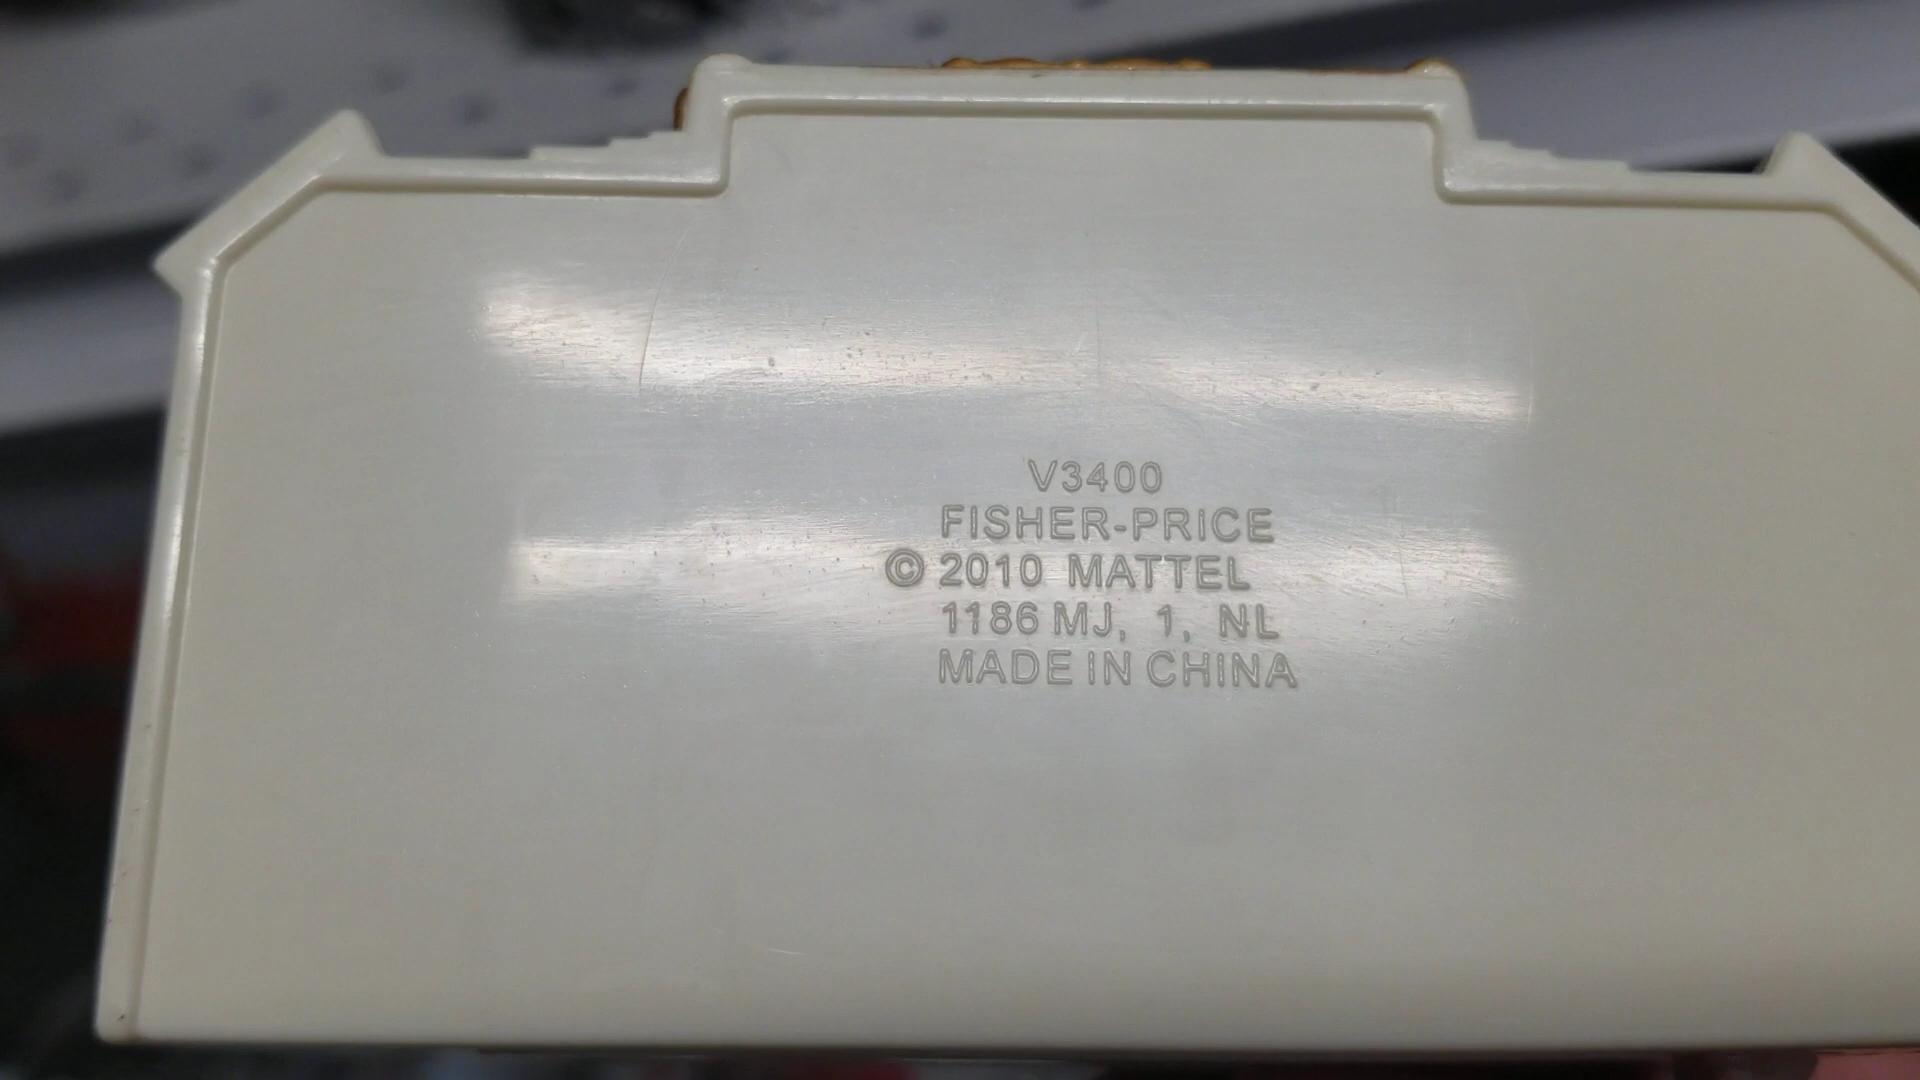 V3400
FISHER-PRICE
© 2010 MATTEL
1186 MJ, 1, NL
MADE IN CHINA